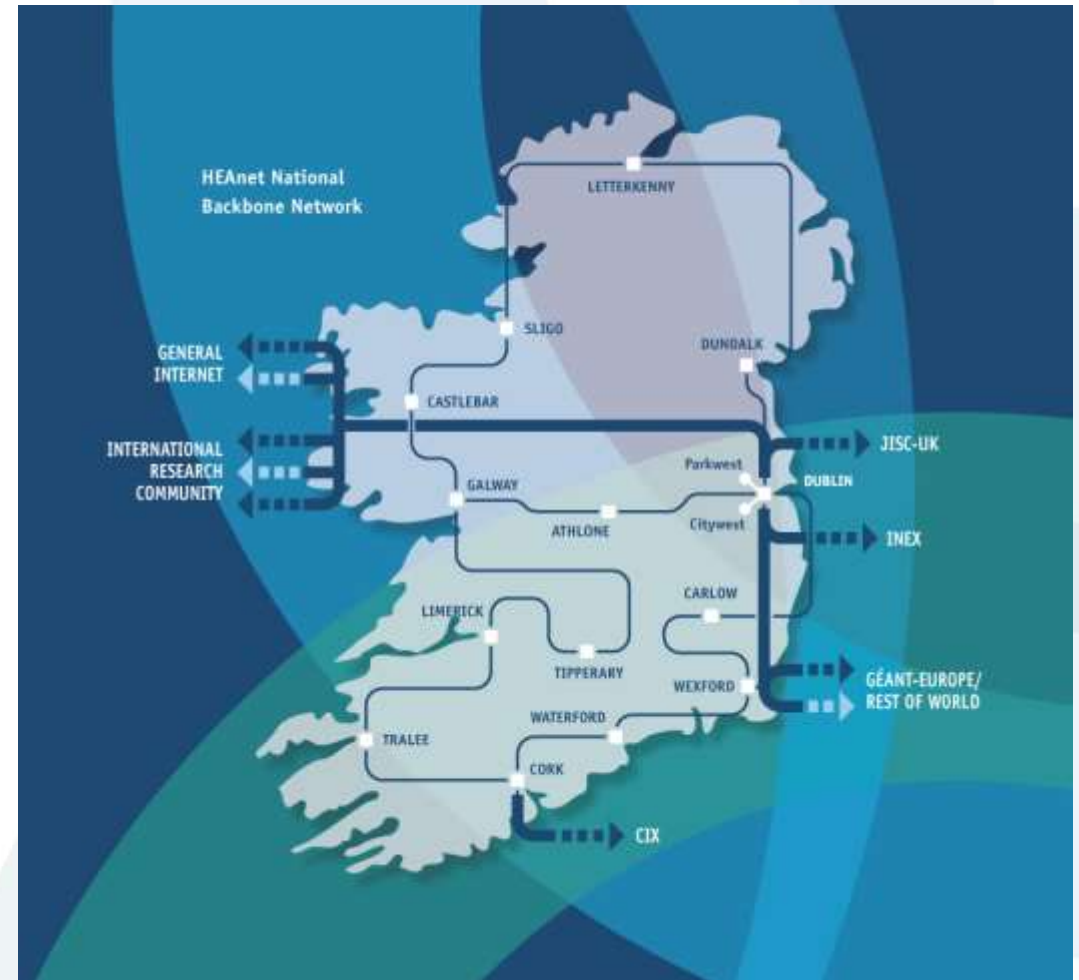 HEAnet National
Backbone Network
LETTERKENNY
SLIGO
DUNDALK
GENERAL
INTERNET
CASTLEBAR
INTERNATIONAL
RESEARCH
COMMUNITY
JISC-UK
Parkwest
DUBLIN
GALWAY
Citywest
ATHLONE
INEX
CARLOW
LIMERICK
TIPPERARY
WEXFORD
GÉANT-EUROPE/
REST OF WORLD
WATERFORD
TRALEE
CORK
CIX